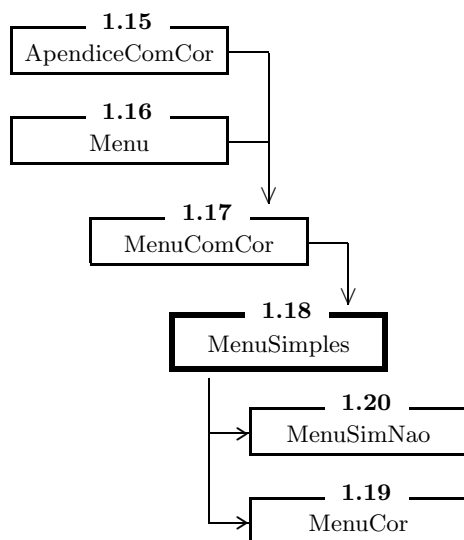 1.15
ApendiceComCor
1.16
Menu
1.17
MenuComCor
1.18
MenuSimples
1.20
MenuSimNao
1.19
MenuCor